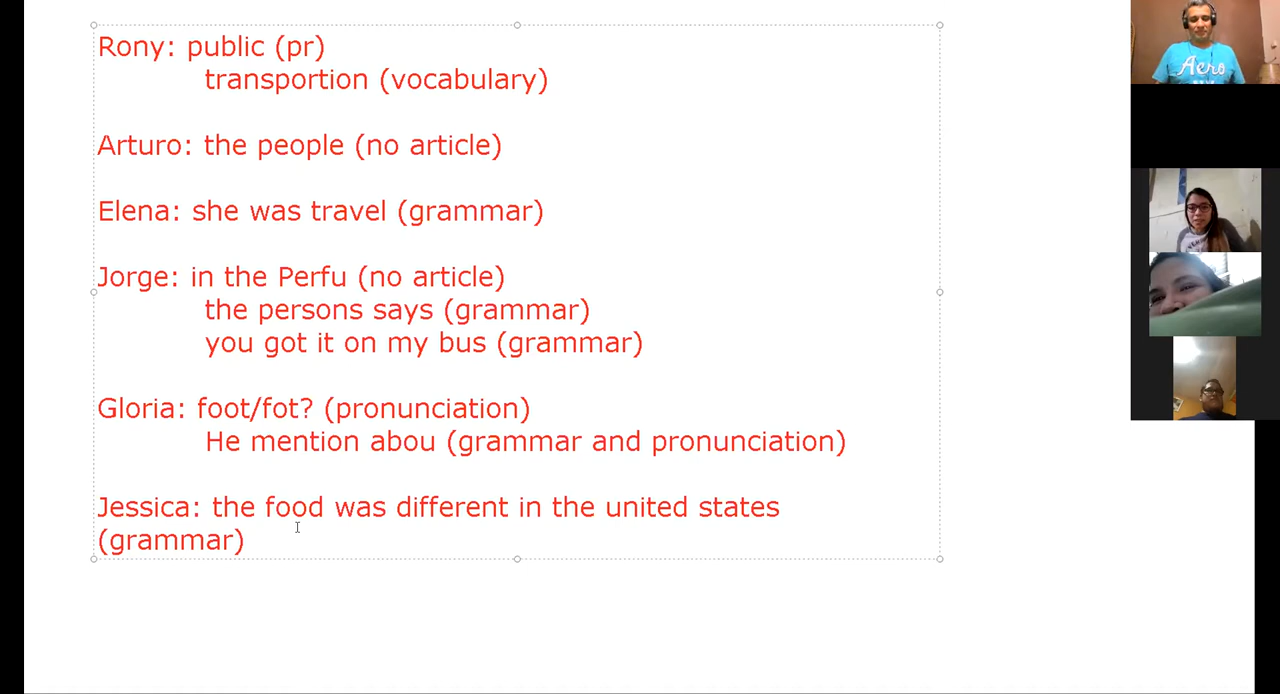 Rony: public (pr)
transportion (vocabulary)
Arturo: the people (no article)
Elena: she was travel (grammar)
Jorge: in the Perfu (no article)
the persons says (grammar)
you got it on my bus (grammar)
Gloria: foot/fot? (pronunciation)
He mention abou (grammar and pronunciation)
Jessica: the food was different in the united states
(grammar)
Aero